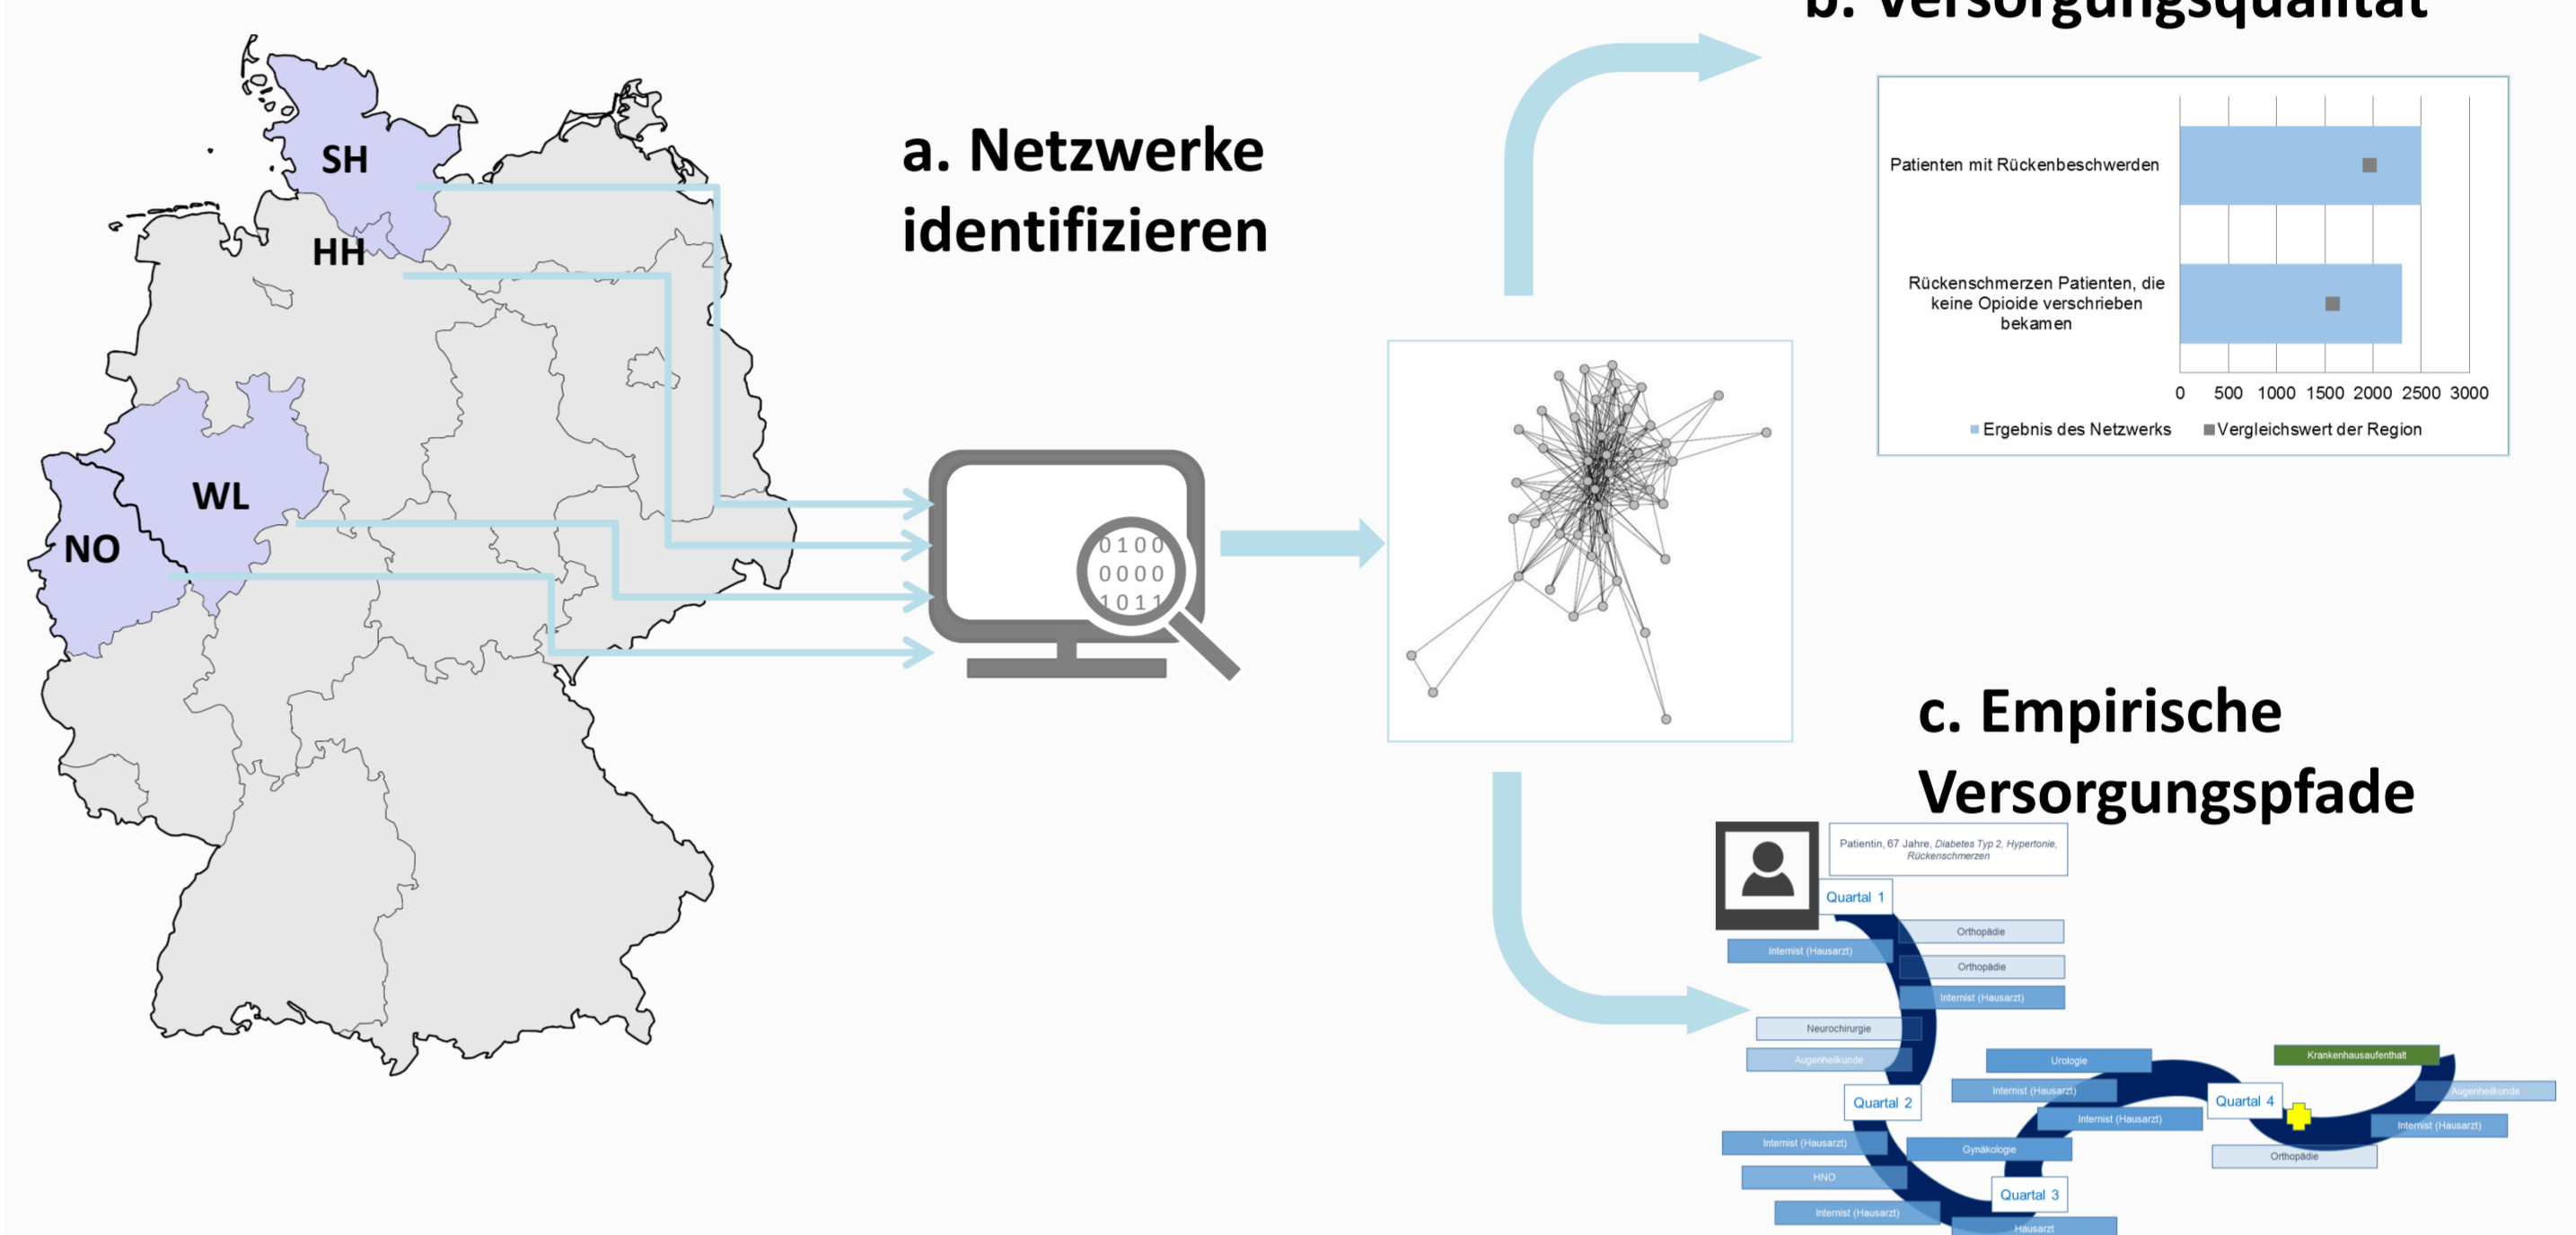 b. Versorgungsqualität
SH
HH
WL
NO
a. Netzwerke
identifizieren
0100
0000
1011
Patienten mit Rückenbeschwerden
Rückenschmerzen Patienten, die
keine Opioide verschrieben
bekamen
0 500 1000 1500 2000 2500 3000
Ergebnis des Netzwerks Vergleichswert der Region
c. Empirische
Versorgungspfade
Patientin, 67 Jahre, Diabetes Typ 2, Hypertonie,
Rückenschmerzen
Quartal 1
Orthopädie
Internist (Hausarzt)
Orthopädie
Internist (Hausarzt)
Neurochirurgie
Augenheilkunde
Quartal 2
Internist (Hausarzt)
HNO
Internist (Hausarzt)
Hausarzt
Quartal 3
Gynäkologie
Internist (Hausarzt)
Internist (Hausarzt)
Urologie
Quartal 4
Orthopädie
Internist (Hausarzt)
Augenheilkunde
Krankenhausaufenthalt